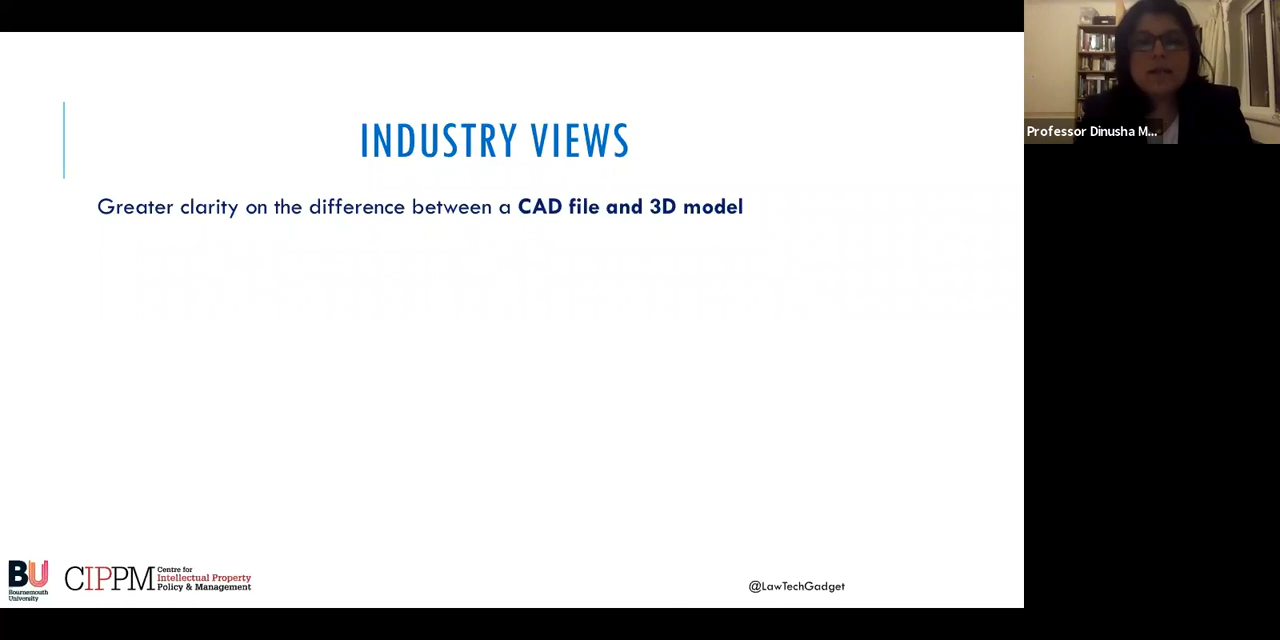 INDUSTRY VIEWS
Greater clarity on the difference between a CAD file and 3D model
Professor Dinusha M...
BU
Bournemouth
University
CIPPM
Centre for
Intellectual Property
Policy & Management
@LawTechGadget